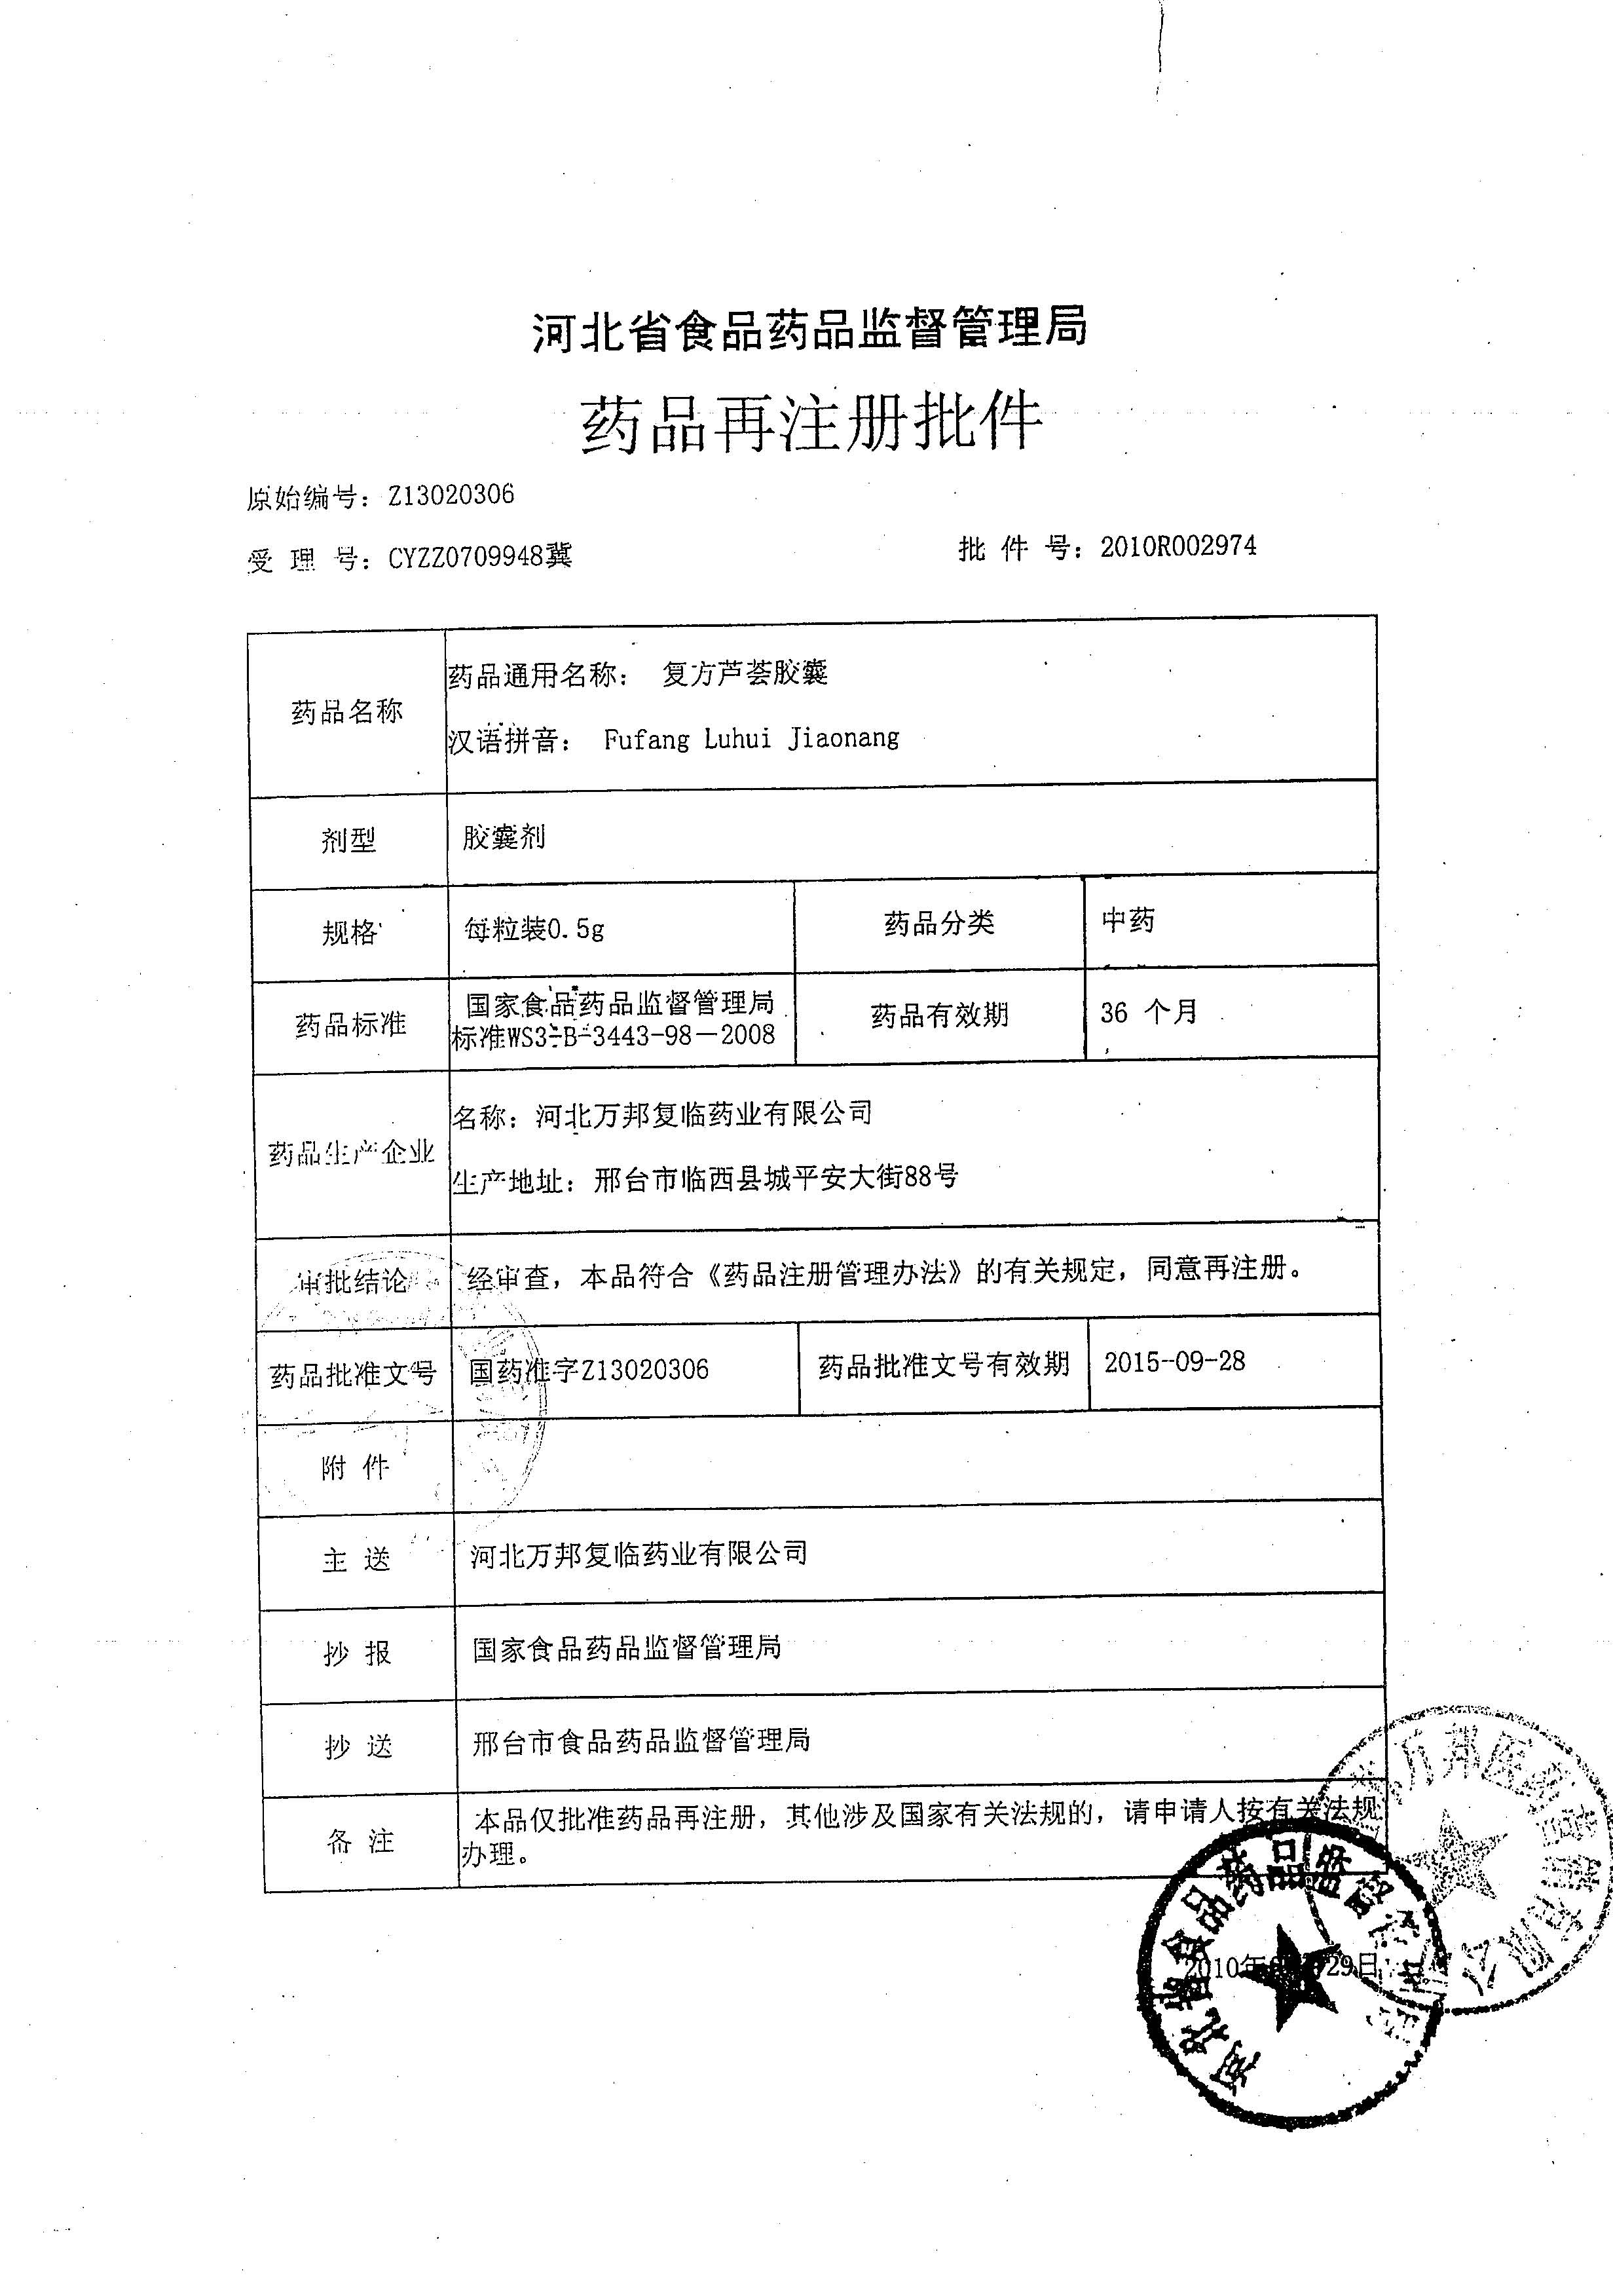 河北省食品药品监督管理局
药品再注册批件
原始编号：Z13020306
受 理 号：CYZZ0709948冀
批 件 号：2010R002974
药品名称
药品通用名称： 复方芦荟胶囊
汉语拼音： Fufang Luhui Jiaonang
剂型
胶囊剂
规格
每粒装0.5g
药品分类
中药
药品标准
国家食品药品监督管理局
标准WS3-B-3443-98－2008
药品有效期
36 个月
药品生产企业
名称：河北万邦复临药业有限公司
生产地址：邢台市临西县城平安大街88号
审批结论
经审查，本品符合《药品注册管理办法》的有关规定，同意再注册。
药品批准文号
国药准字Z13020306
药品批准文号有效期
2015-09-28
附 件
主 送
河北万邦复临药业有限公司
抄 报
国家食品药品监督管理局
抄 送
邢台市食品药品监督管理局
备 注
本品仅批准药品再注册，其他涉及国家有关法规的，请申请人按有关法规
办理。
河北省食品药品监督管理局
2010年 29日
万邦医药 有限公